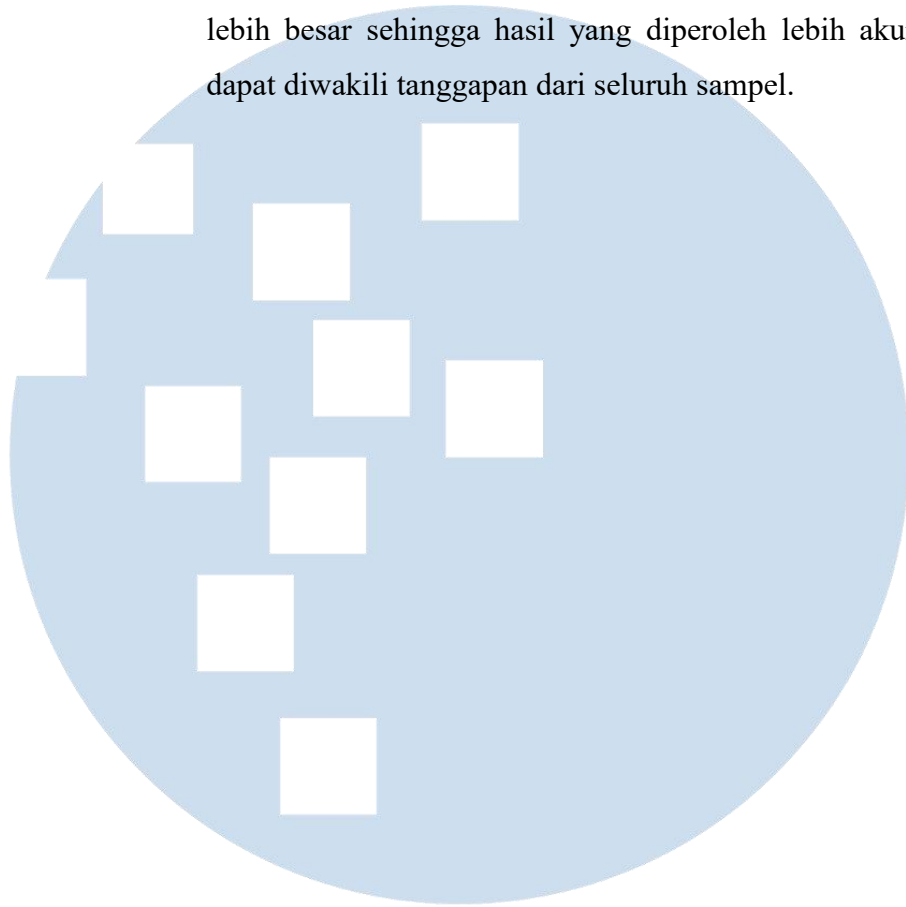 lebih besar sehingga hasil yang diperoleh lebih aku
dapat diwakili tanggapan dari seluruh sampel.